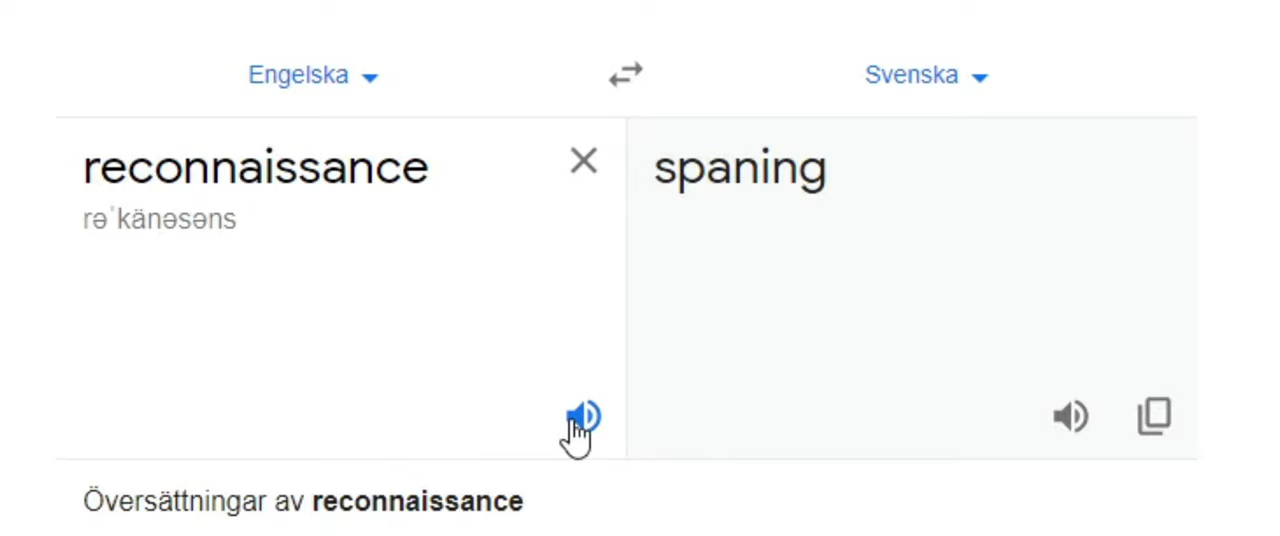 Engelska
Svenska
reconnaissance
spaning
rəˈkänəsəns
Översättningar av reconnaissance